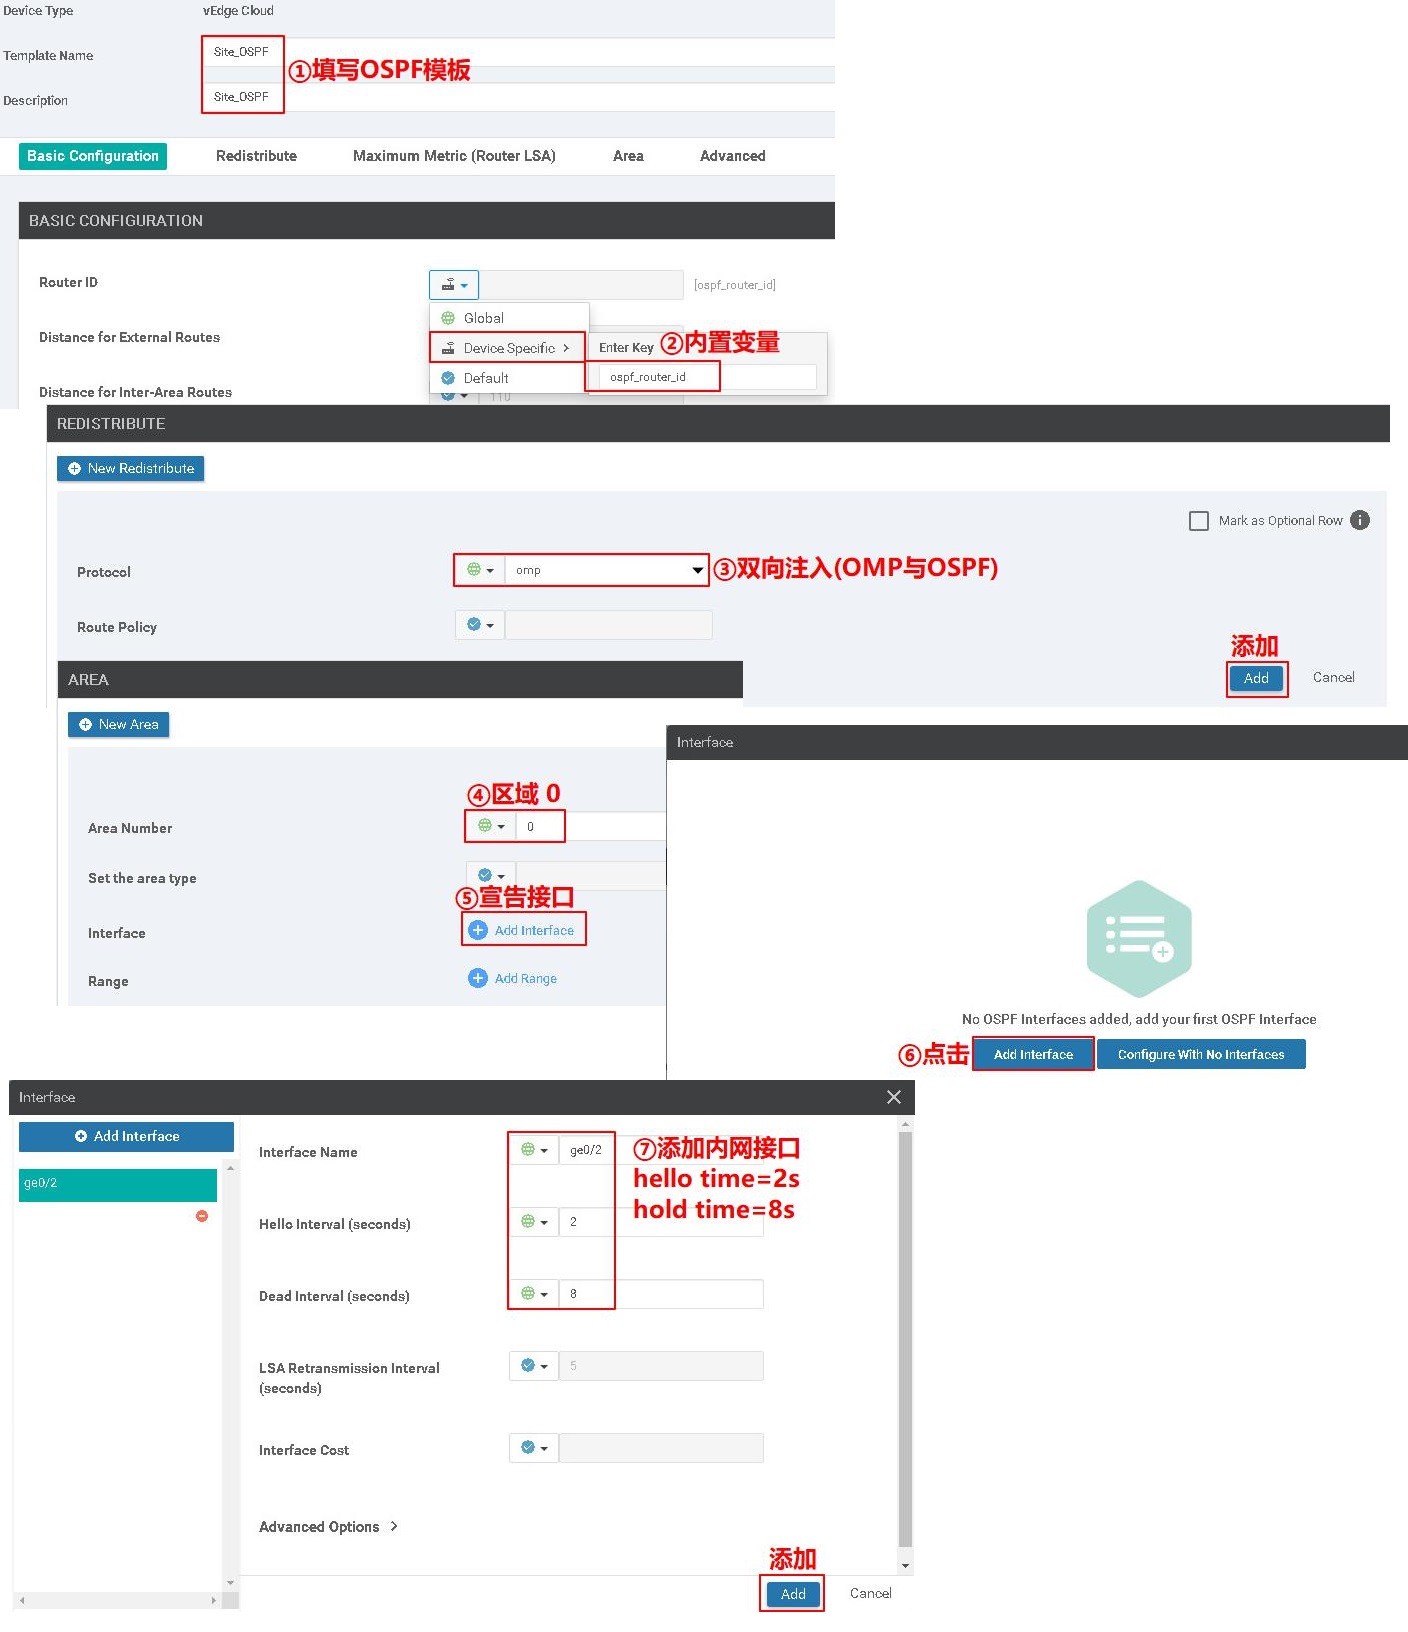 Device Type vEdge Cloud
Template Name Site_OSPF
①填写OSPF模板
Description Site_OSPF
Basic Configuration Redistribute Maximum Metric (Router LSA) Area Advanced
BASIC CONFIGURATION
Router ID [ospf_router_id]
Global
Distance for External Routes
Device Specific Enter Key ②内置变量
Default ospf_router_id
Distance for Inter-Area Routes 110
REDISTRIBUTE
New Redistribute
Mark as Optional Row
Protocol omp ③双向注入(OMP与OSPF)
Route Policy
添加
Add Cancel
AREA
New Area
④区域 0
Area Number 0
Set the area type
⑤宣告接口
Interface Add Interface
Range Add Range
Interface
No OSPF Interfaces added, add your first OSPF Interface
⑥点击 Add Interface Configure With No Interfaces
Interface
Add Interface
ge0/2
Interface Name ge0/2
⑦添加内网接口
hello time=2s
hold time=8s
Hello Interval (seconds) 2
Dead Interval (seconds) 8
LSA Retransmission Interval
(seconds) 5
Interface Cost
Advanced Options
添加
Add Cancel